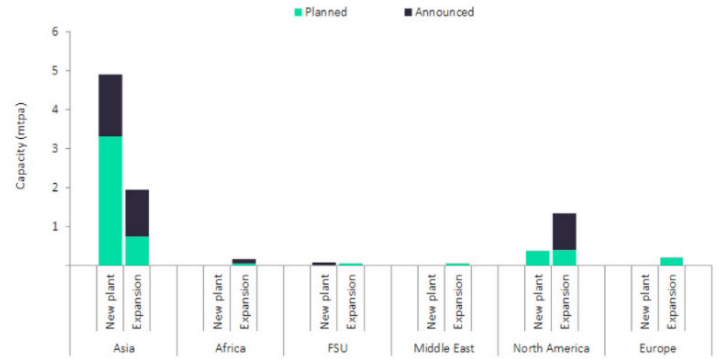 Planned Announced
Capacity (mtpa)
6
5
4
3
2
1
New plant Expansion New plant Expansion New plant Expansion New plant Expansion New plant Expansion New plant Expansion
Asia Africa FSU Middle East North America Europe